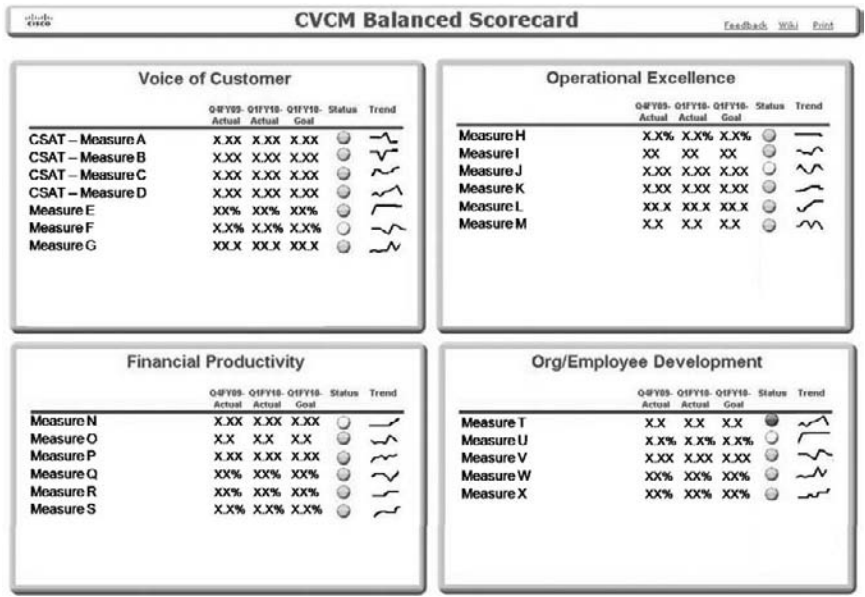 CISCO
CVCM Balanced Scorecard
Feedback Wiki Print
Voice of Customer
Q4FY09- Q1FY10- Q1FY10- Status Trend
Actual Actual Goal
CSAT – Measure A X.XX X.XX X.XX
CSAT – Measure B X.XX X.XX X.XX
CSAT – Measure C X.XX X.XX X.XX
CSAT – Measure D X.XX X.XX X.XX
Measure E XX% XX% XX%
Measure F X.X% X.X% X.X%
Measure G XX.X XX.X XX.X
Operational Excellence
Q4FY09- Q1FY10- Q1FY10- Status Trend
Actual Actual Goal
Measure H X.X% X.X% X.X%
Measure I XX XX XX
Measure J X.XX X.XX X.XX
Measure K X.XX X.XX X.XX
Measure L XX.X XX.X XX.X
Measure M X.X X.X X.X
Financial Productivity
Q4FY09- Q1FY10- Q1FY10- Status Trend
Actual Actual Goal
Measure N X.XX X.XX X.XX
Measure O X.X X.X X.X
Measure P X.XX X.XX X.XX
Measure Q XX% XX% XX%
Measure R XX% XX% XX%
Measure S X.X% X.X% X.X%
Org/Employee Development
Q4FY09- Q1FY10- Q1FY10- Status Trend
Actual Actual Goal
Measure T X.X X.X X.X
Measure U X.X% X.X% X.X%
Measure V X.XX X.XX X.XX
Measure W XX% XX% XX%
Measure X XX% XX% XX%